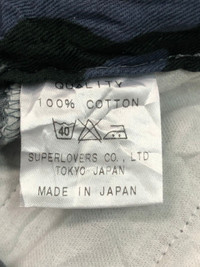 QUALITY
100% COTTON
40
SUPERLOVERS CO., LTD
TOKYO JAPAN
MADE IN JAPAN